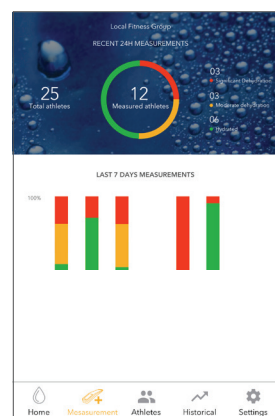 Local Fitness Group
RECENT 24H MEASUREMENTS
25
Total athletes
12
Measured athletes
03
Significant Dehydration
03
Moderate dehydration
06
Hydrated
LAST 7 DAYS MEASUREMENTS
100%
Home Mesasurement Athletes Historical Settings